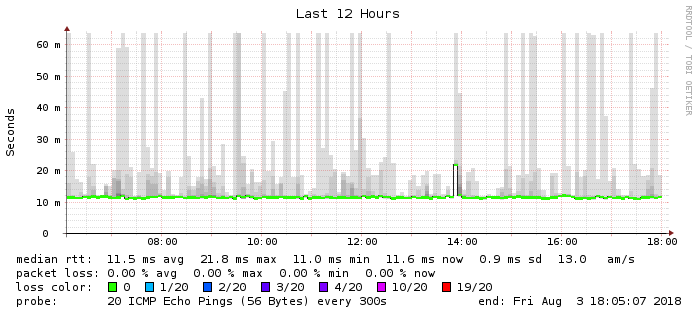 Last 12 Hours
RRDTOOL / TOBI OETIKER
Seconds
60 m
50 m
40 m
30 m
20 m
10 m
0
08:00 10:00 12:00 14:00 16:00 18:00
median rtt: 11.5 ms avg 21.8 ms max 11.0 ms min 11.6 ms now 0.9 ms sd 13.0 am/s
packet loss: 0.00 % avg 0.00 % max 0.00 % min 0.00 % now
loss color: 0 1/20 2/20 3/20 4/20 10/20 19/20
probe: 20 ICMP Echo Pings (56 Bytes) every 300s end: Fri Aug 3 18:05:07 2018